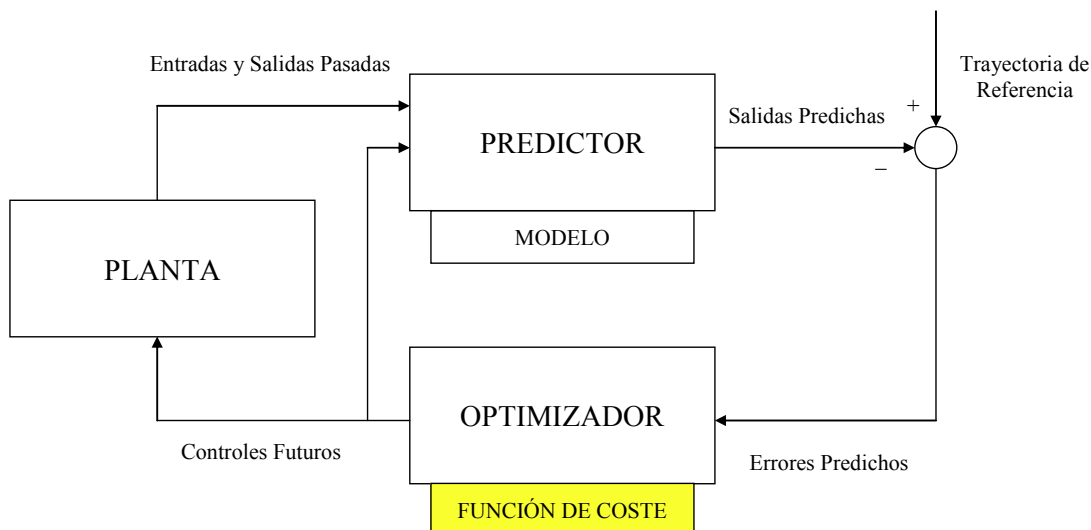 Entradas y Salidas Pasadas
Trayectoria de
Referencia
+
PREDICTOR
Salidas Predichas
−
MODELO
PLANTA
OPTIMIZADOR
Controles Futuros
Errores Predichos
FUNCIÓN DE COSTE